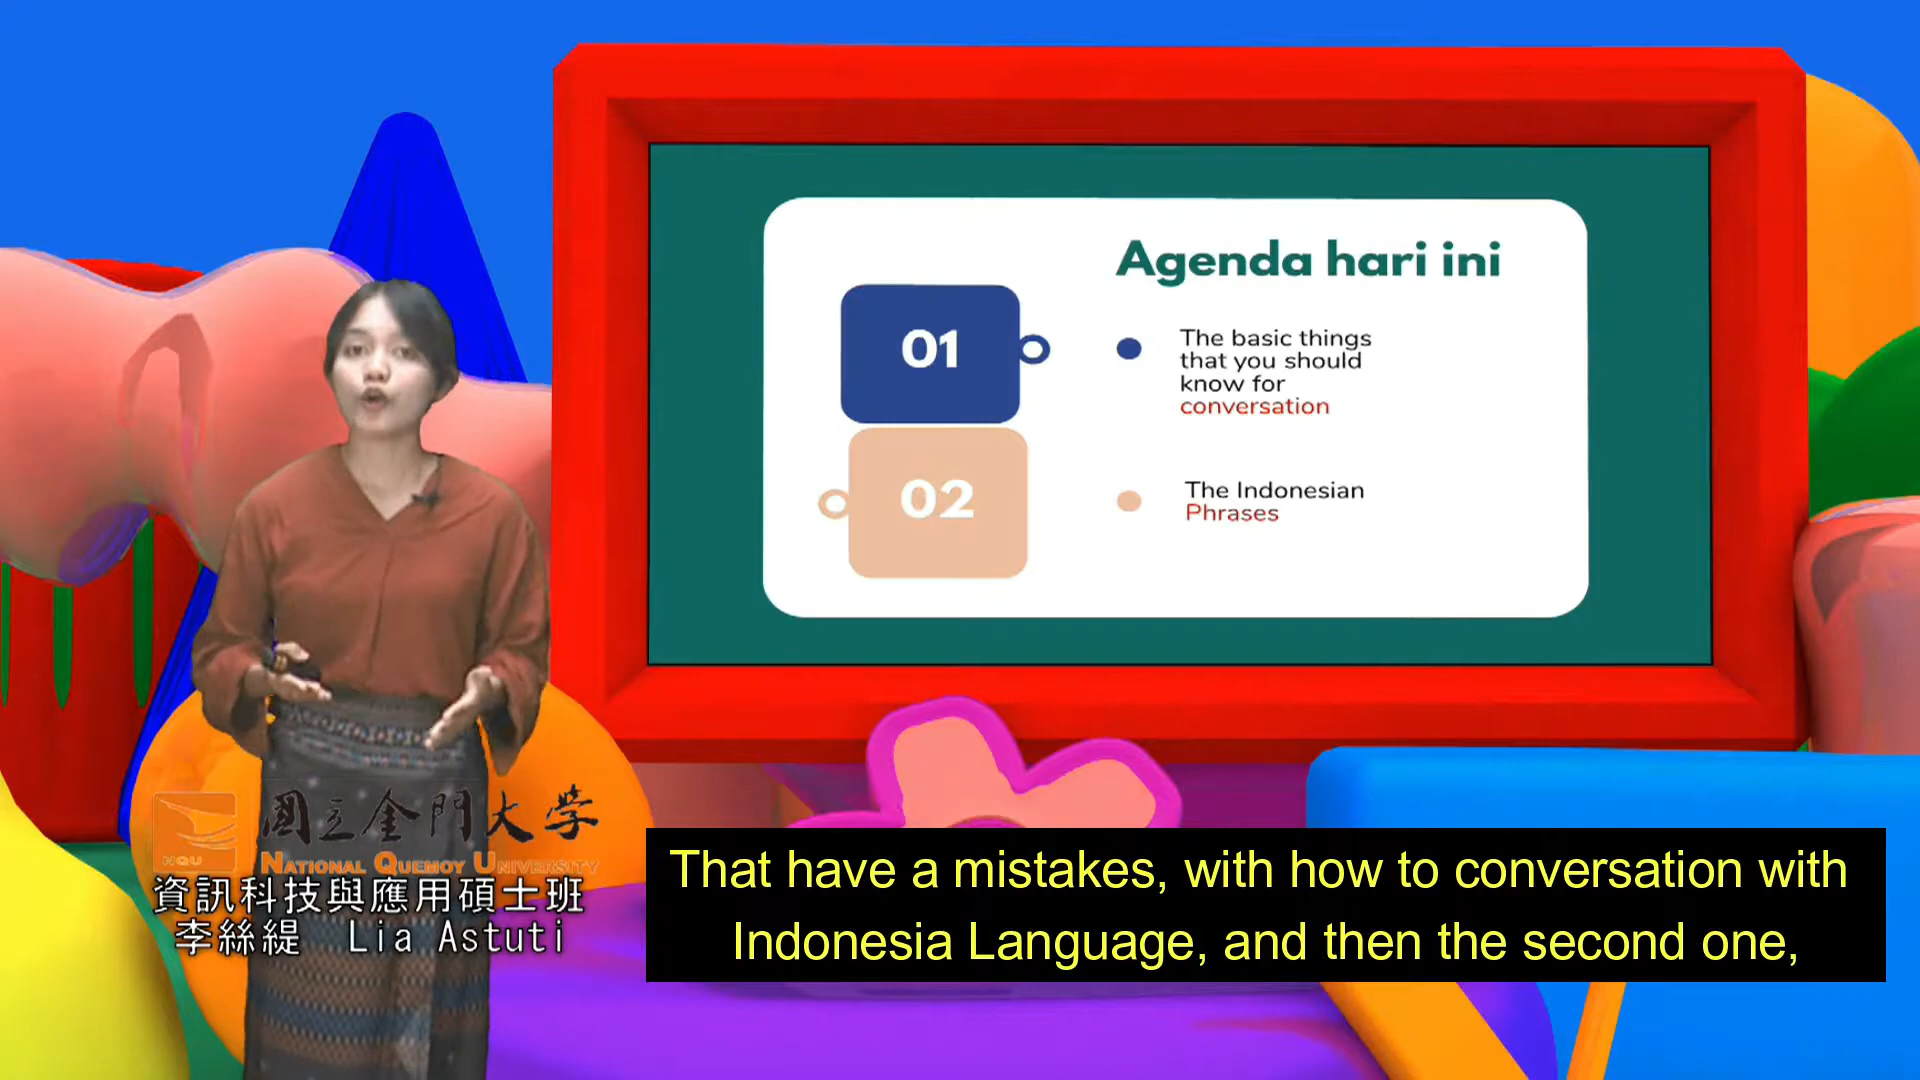 Agenda hari ini
01
The basic things
that you should
know for
conversation
02
The Indonesian
Phrases
國立金門大學
NQU
NATIONAL QUEMOY UNIVERSITY
資訊科技與應用碩士班
李絲緹 Lia Astuti
That have a mistakes, with how to conversation with
Indonesia Language, and then the second one,